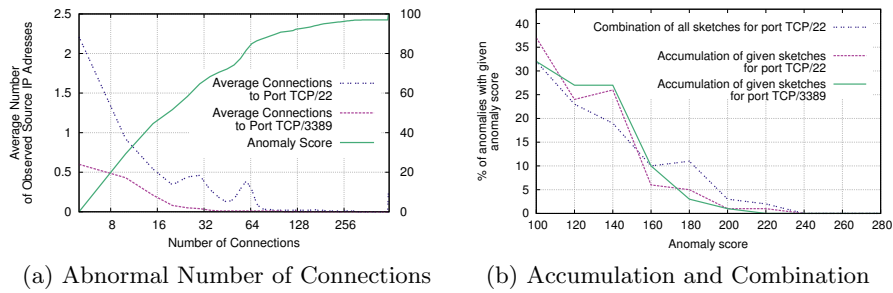 2.5
2
1.5
1
0.5
0
100
80
60
40
20
0
8
16
32
64
128
256
Average Number
of Observed Source IP Adresses
Number of Connections
Average Connections
to Port TCP/22
Average Connections
to Port TCP/3389
Anomaly Score
(a) Abnormal Number of Connections
40
35
30
25
20
15
10
5
0
100
120
140
160
180
200
220
240
260
280
% of anomalies with given
anomaly score
Anomaly score
Combination of all sketches for port TCP/22
Accumulation of given sketches
for port TCP/22
Accumulation of given sketches
for port TCP/3389
(b) Accumulation and Combination